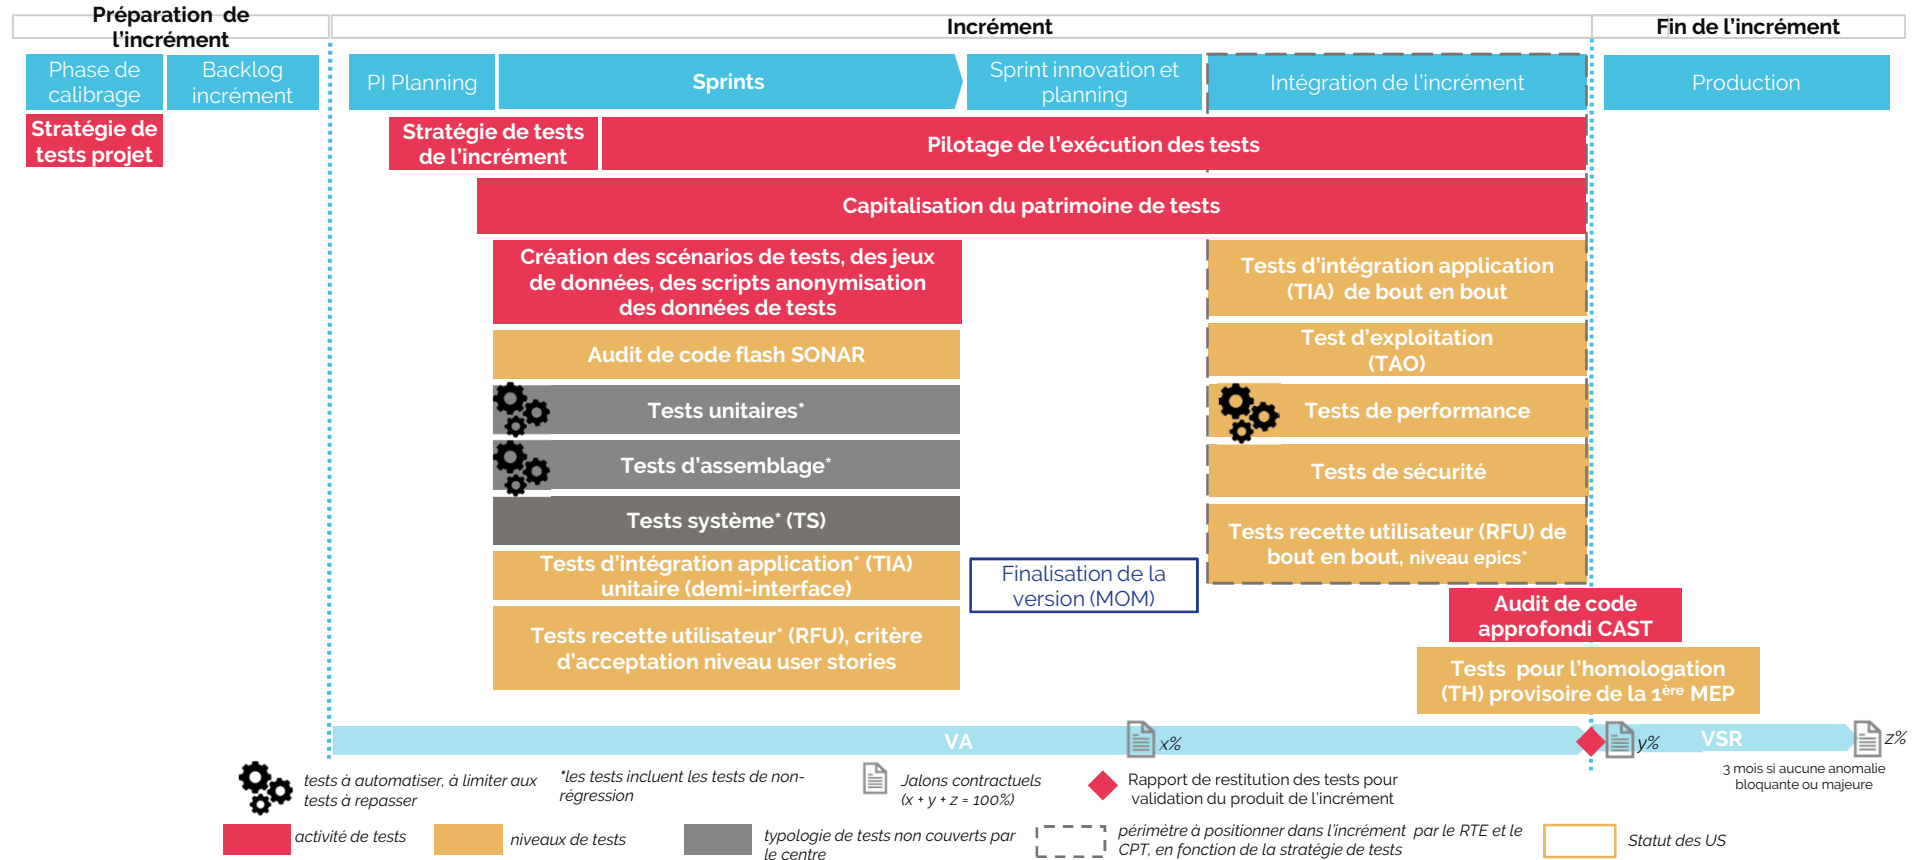 Préparation de
l'incrément
Incrément
Fin de l'incrément
Phase de
calibrage
Backlog
incrément
PI Planning
Sprints
Sprint innovation et
planning
Intégration de l'incrément
Production
Stratégie de
tests projet
Stratégie de tests
de l'incrément
Pilotage de l'exécution des tests
Capitalisation du patrimoine de tests
Création des scénarios de tests, des jeux
de données, des scripts anonymisation
des données de tests
Audit de code flash SONAR
Tests unitaires*
Tests d'assemblage*
Tests système* (TS)
Tests d'intégration application* (TIA)
unitaire (demi-interface)
Tests recette utilisateur* (RFU), critère
d'acceptation niveau user stories
Finalisation de la
version (MOM)
Tests d'intégration application
(TIA) de bout en bout
Test d'exploitation
(TAO)
Tests de performance
Tests de sécurité
Tests recette utilisateur (RFU) de
bout en bout, niveau epics*
Audit de code
approfondi CAST
Tests pour l'homologation
(TH) provisoire de la 1ère MEP
VA
x%
y%
VSR
z%
3 mois si aucune anomalie
bloquante ou majeure
tests à automatiser, à limiter aux
tests à repasser
*les tests incluent les tests de non-
régression
Jalons contractuels
(x + y + z = 100%)
Rapport de restitution des tests pour
validation du produit de l'incrément
activité de tests
niveaux de tests
typologie de tests non couverts par
le centre
périmètre à positionner dans l'incrément par le RTE et le
CPT, en fonction de la stratégie de tests
Statut des US